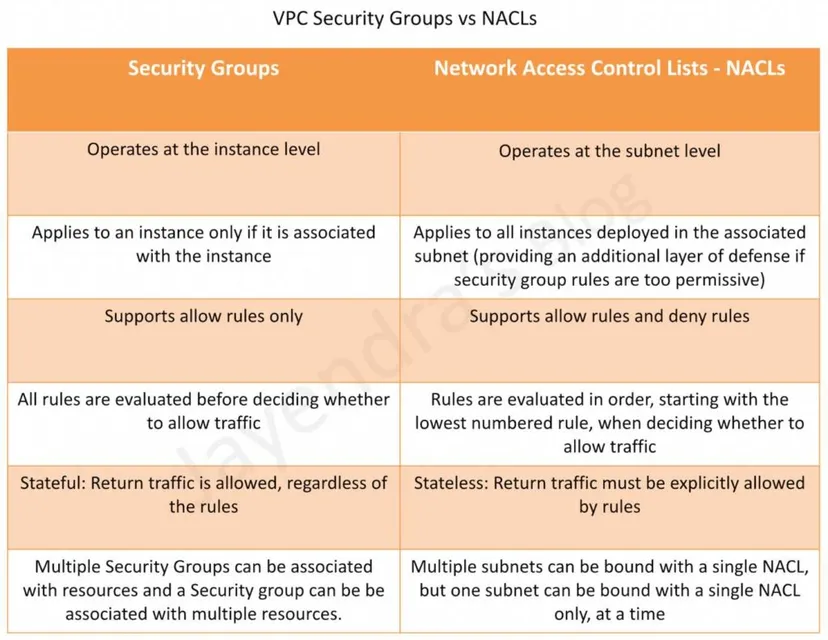 VPC Security Groups vs NACLs
Security Groups
Network Access Control Lists - NACLs
Operates at the instance level
Operates at the subnet level
Applies to an instance only if it is associated
with the instance
Applies to all instances deployed in the associated
subnet (providing an additional layer of defense if
security group rules are too permissive)
Supports allow rules only
Supports allow rules and deny rules
All rules are evaluated before deciding whether
to allow traffic
Rules are evaluated in order, starting with the
lowest numbered rule, when deciding whether to
allow traffic
Stateful: Return traffic is allowed, regardless of
the rules
Stateless: Return traffic must be explicitly allowed
by rules
Multiple Security Groups can be associated
with resources and a Security group can be be
associated with multiple resources.
Multiple subnets can be bound with a single NACL,
but one subnet can be bound with a single NACL
only, at a time
Jayendra's Blog